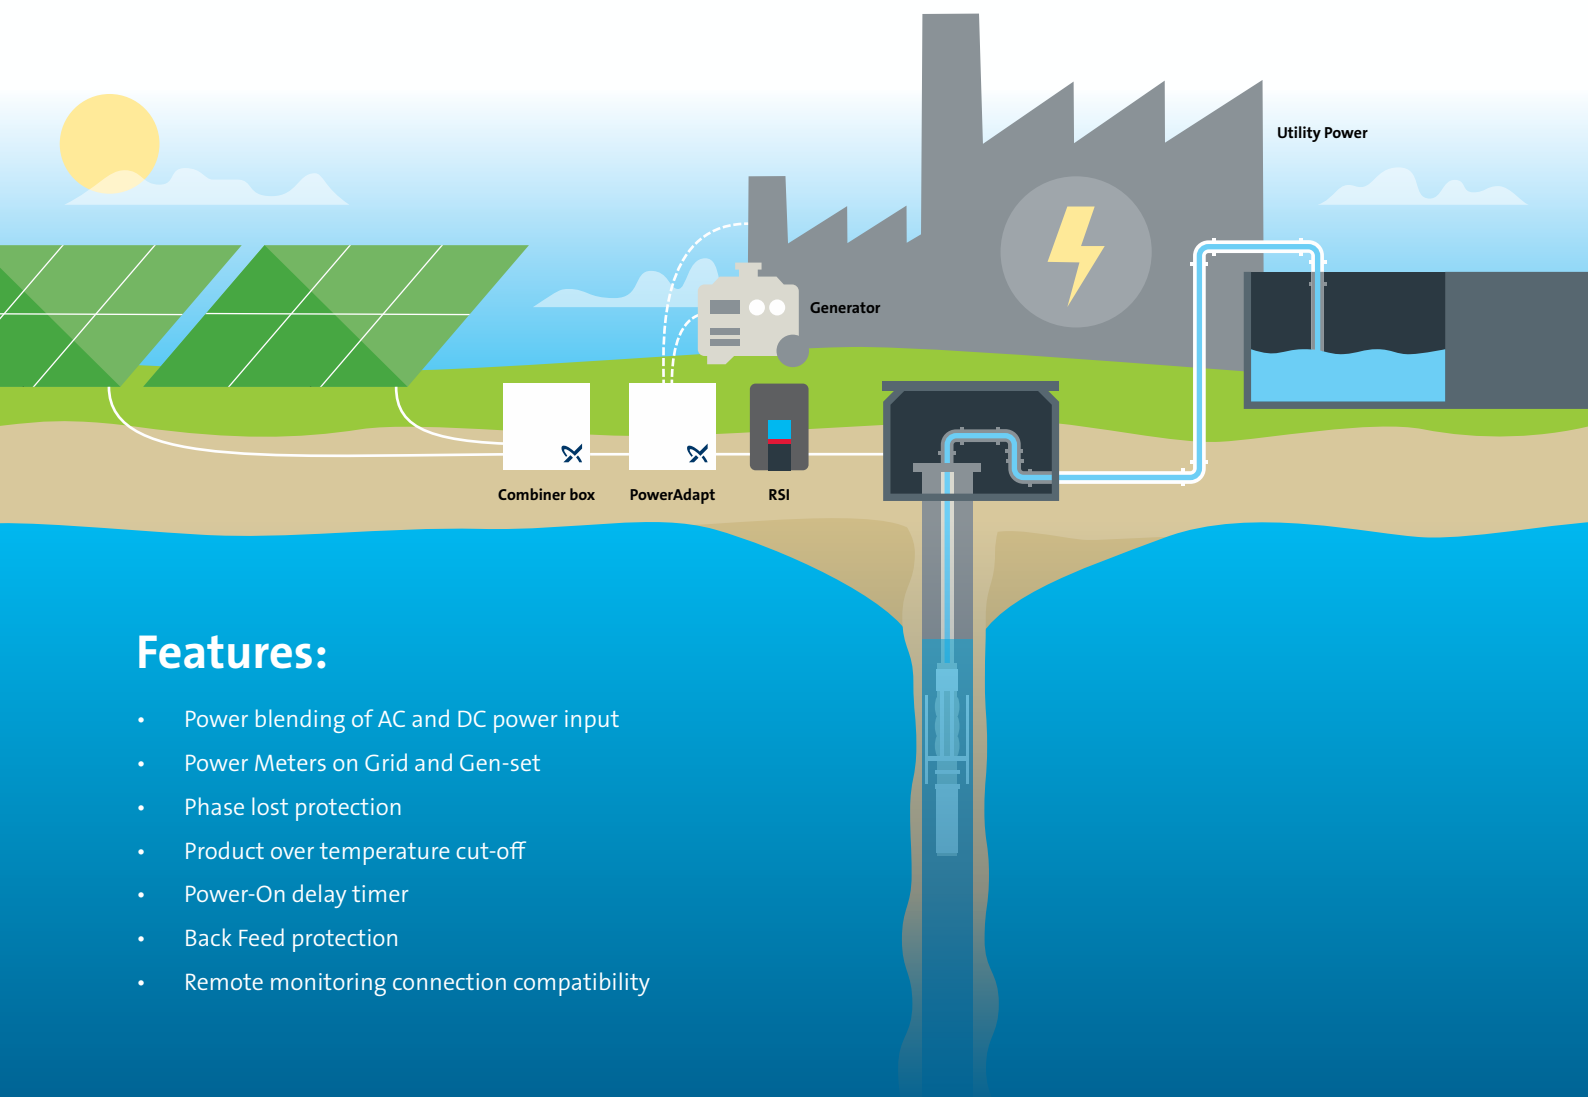 Utility Power
Generator
Combiner box
PowerAdapt
RSI
Features:
• Power blending of AC and DC power input
• Power Meters on Grid and Gen-set
• Phase lost protection
• Product over temperature cut-off
• Power-On delay timer
• Back Feed protection
• Remote monitoring connection compatibility